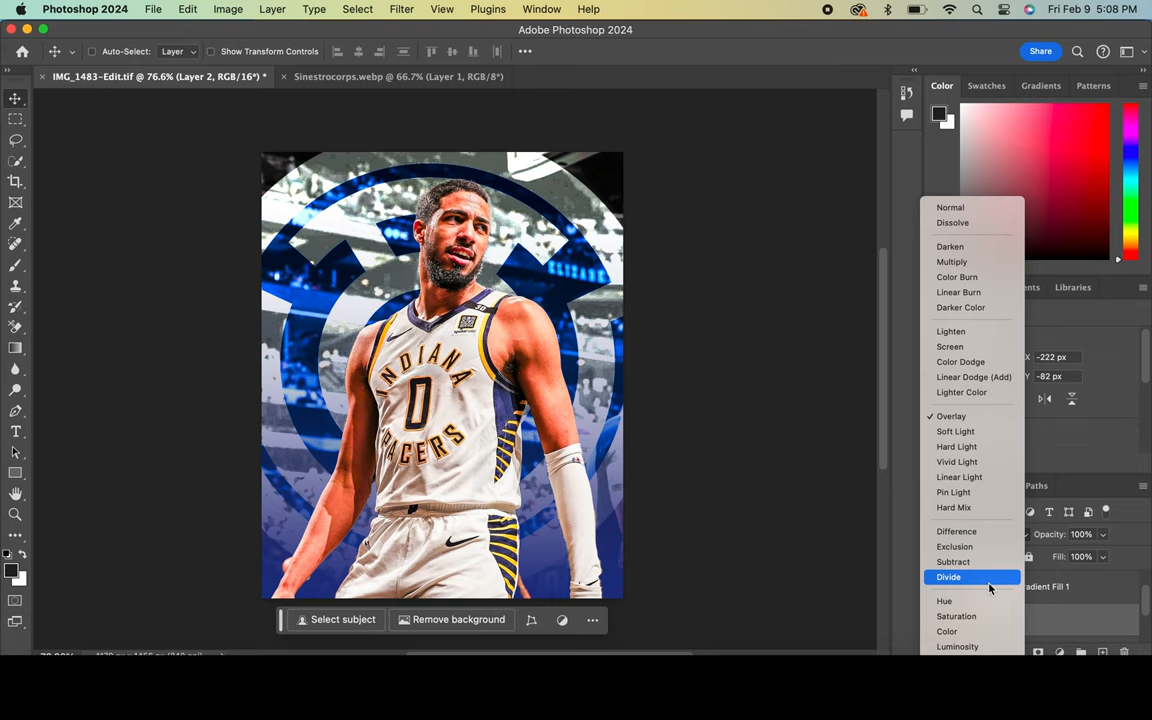 Photoshop 2024 File Edit Image Layer Type Select Filter View Plugins Window Help Fri Feb 9 5:08 PM
Adobe Photoshop 2024
Auto-Select: Layer Show Transform Controls Share
IMG_1483-Edit.tif @ 76.6% (Layer 2, RGB/16*) * Sinestrocorps.webp @ 66.7% (Layer 1, RGB/8*)
Color Swatches Gradients Patterns
Normal
Dissolve
Darken
Multiply
Color Burn
Linear Burn
Darker Color
Lighten
Screen
Color Dodge
Linear Dodge (Add)
Lighter Color
Overlay
Soft Light
Hard Light
Vivid Light
Linear Light
Pin Light
Hard Mix
Difference
Exclusion
Subtract
Divide
Hue
Saturation
Color
Luminosity
ents Libraries
X -222 px
Y -82 px
Paths
Opacity: 100%
Fill: 100%
adient Fill 1
INDIANA
0
PACERS
Select subject Remove background